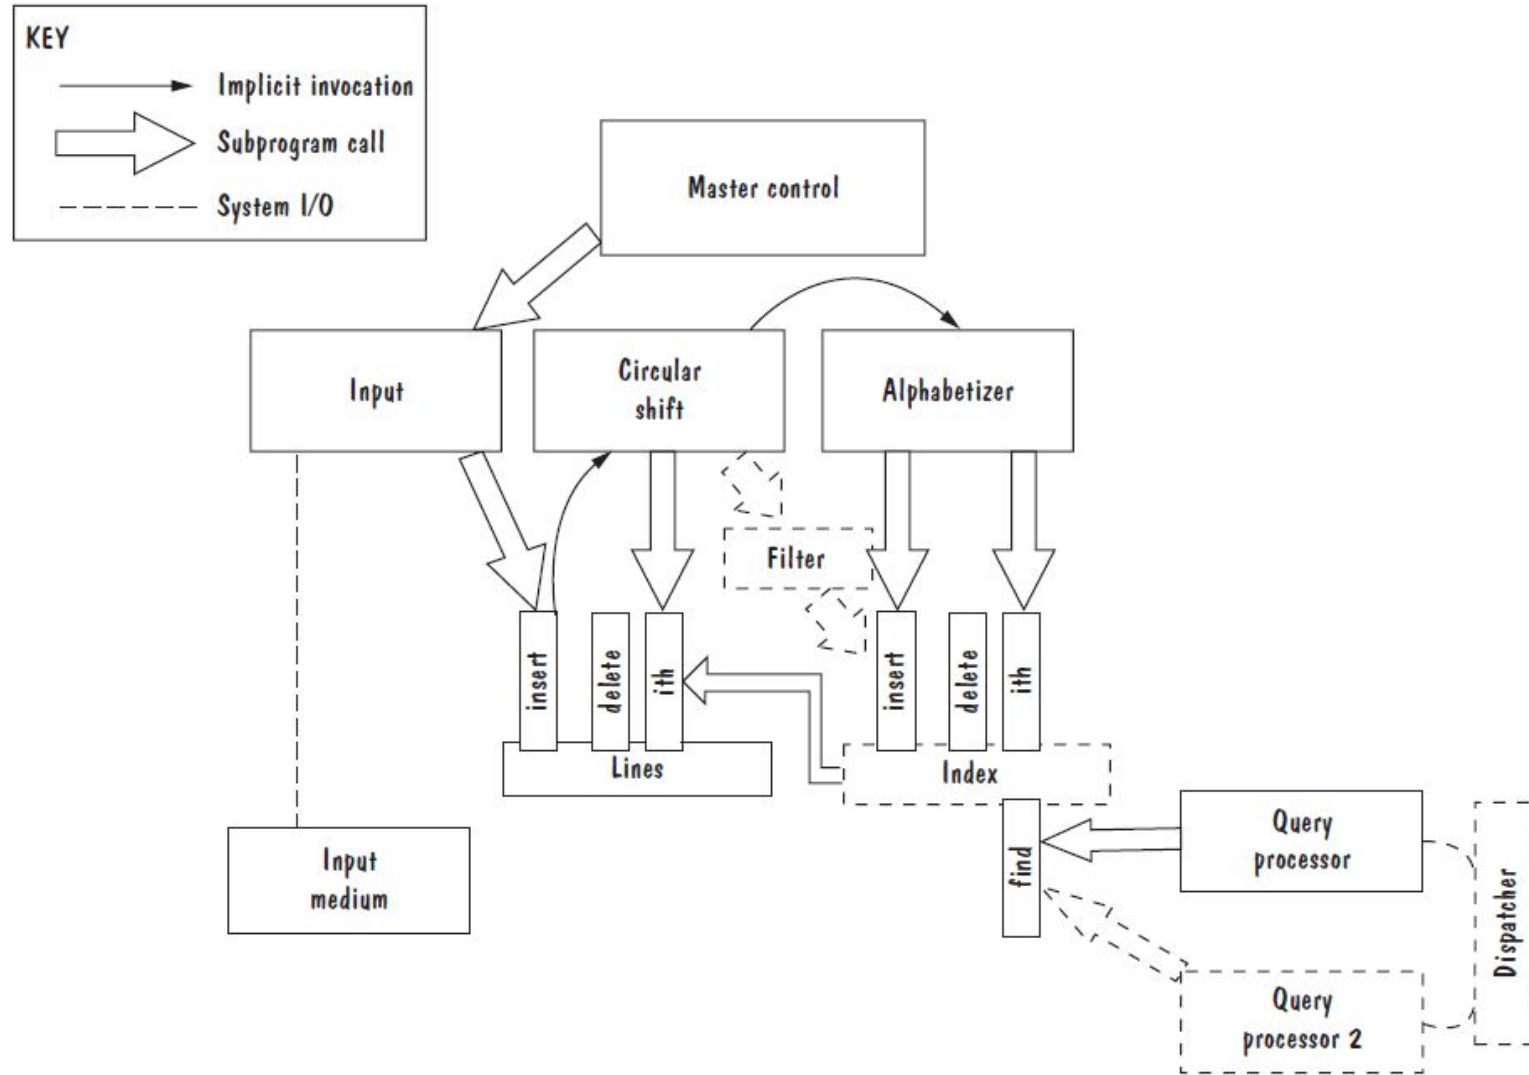 KEY
Implicit invocation
Subprogram call
System I/O
Master control
Input
Circular
shift
Alphabetizer
Filter
insert
delete
ith
insert
delete
ith
Lines
Index
Input
medium
find
Query
processor
Dispatcher
Query
processor 2